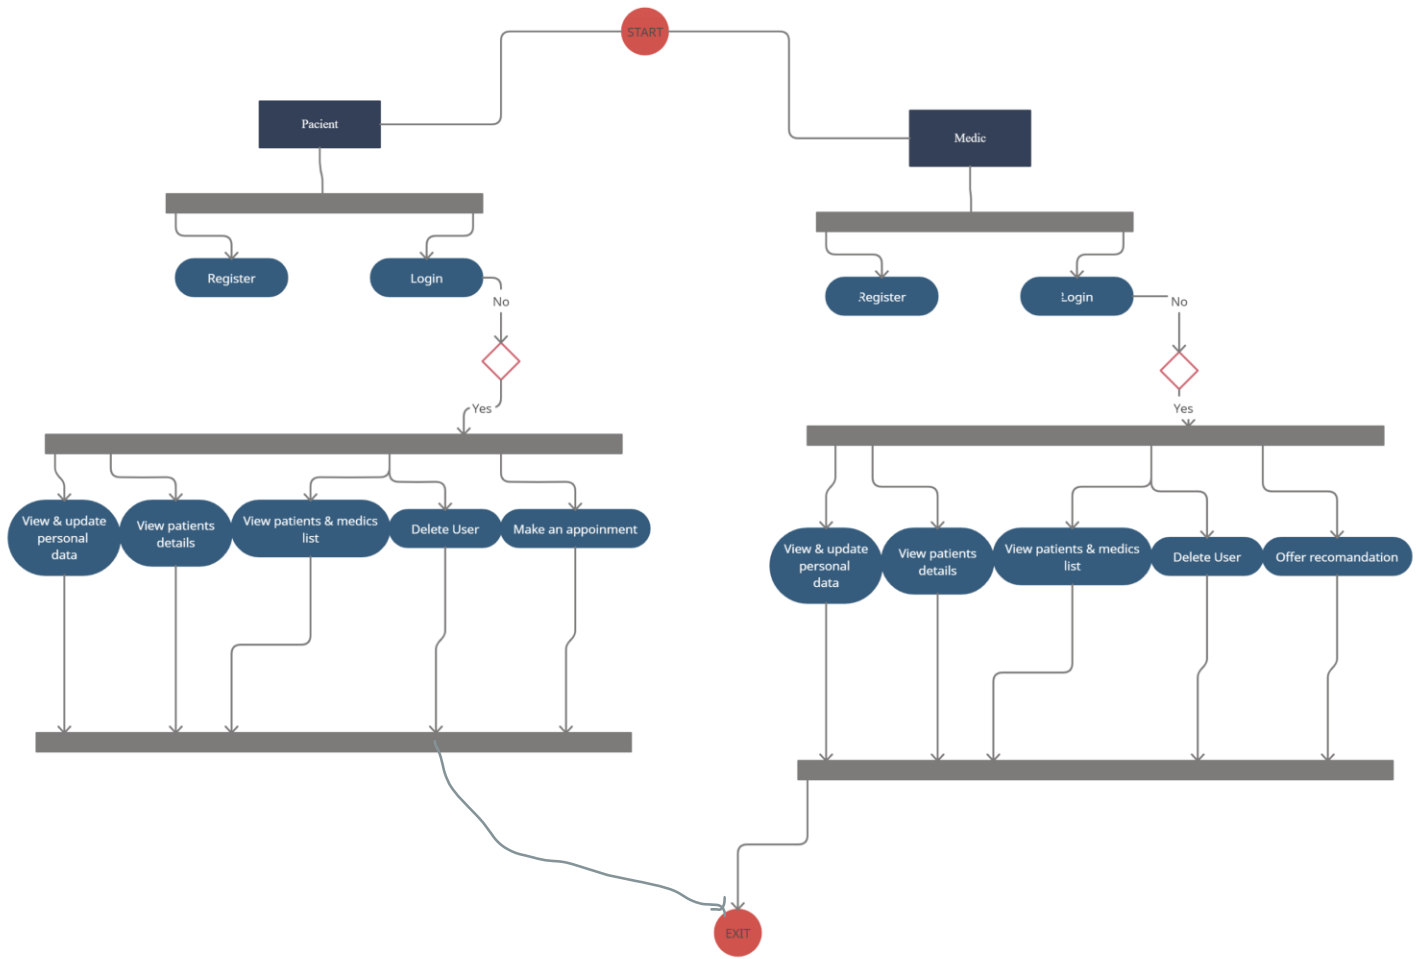 START
Pacient
Medic
Register
Login
Register
Login
No
No
Yes
Yes
View & update
personal
data
View patients
details
View patients & medics
list
Delete User
Make an appoinment
View & update
personal
data
View patients
details
View patients & medics
list
Delete User
Offer recomandation
EXIT